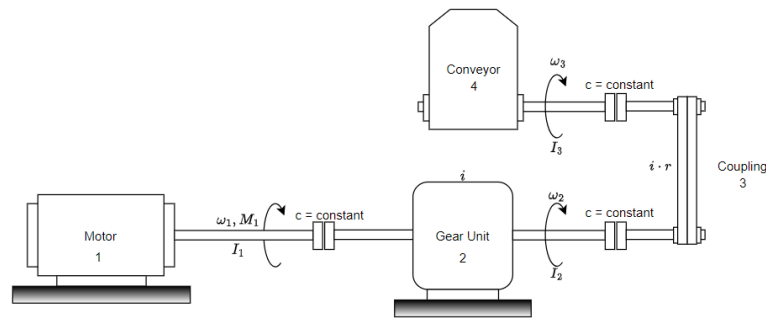 Conveyor
4
ω₃
c = constant
I₃
i · r
Coupling
3
i
Motor
1
ω₁, M₁
I₁
c = constant
Gear Unit
2
ω₂
c = constant
I₂